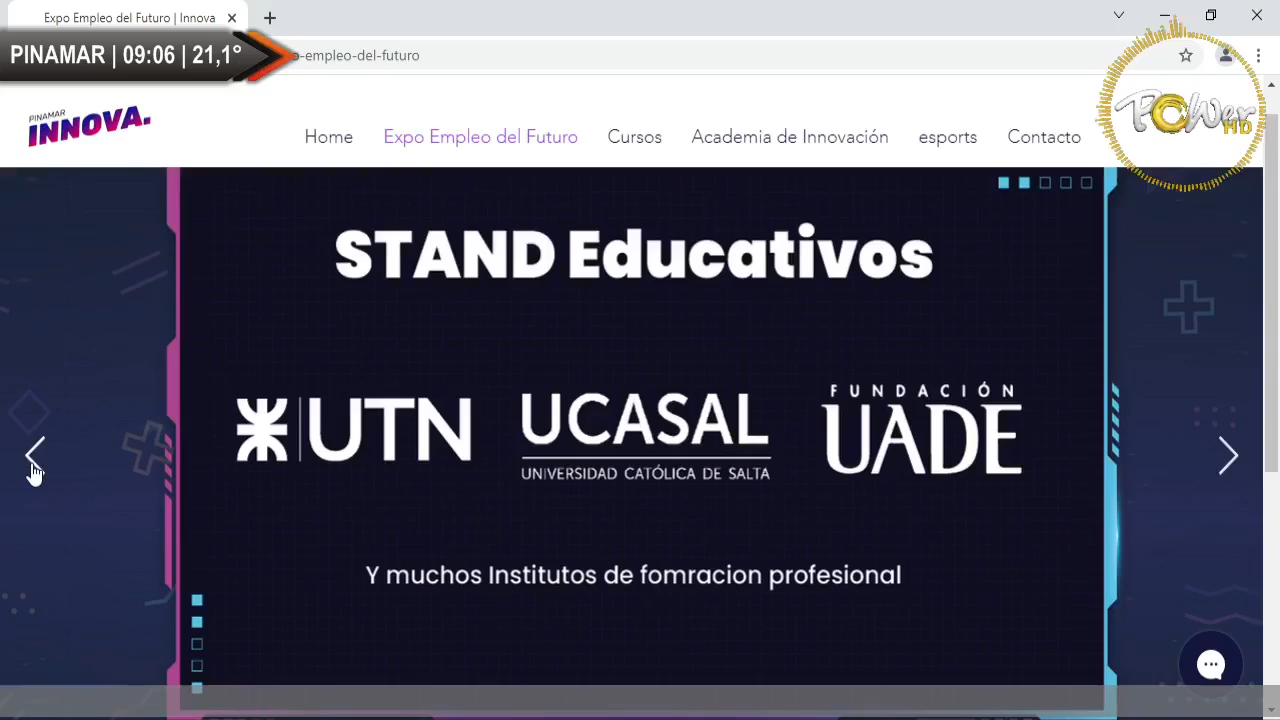 Expo Empleo del Futuro | Innova
PINAMAR | 09:06 | 21,1°
-empleo-del-futuro
PINAMAR
INNOVA.
Home
Expo Empleo del Futuro
Cursos
Academia de Innovación
esports
Contacto
Power
HD
STAND Educativos
UTN
UCASAL
UNIVERSIDAD CATÓLICA DE SALTA
FUNDACIÓN
UADE
Y muchos Institutos de fomracion profesional